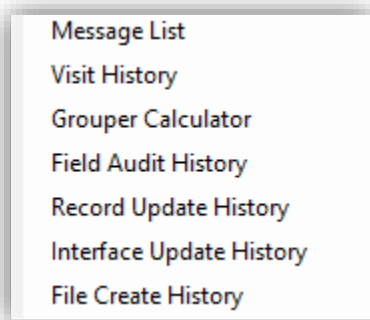 Message List
Visit History
Grouper Calculator
Field Audit History
Record Update History
Interface Update History
File Create History